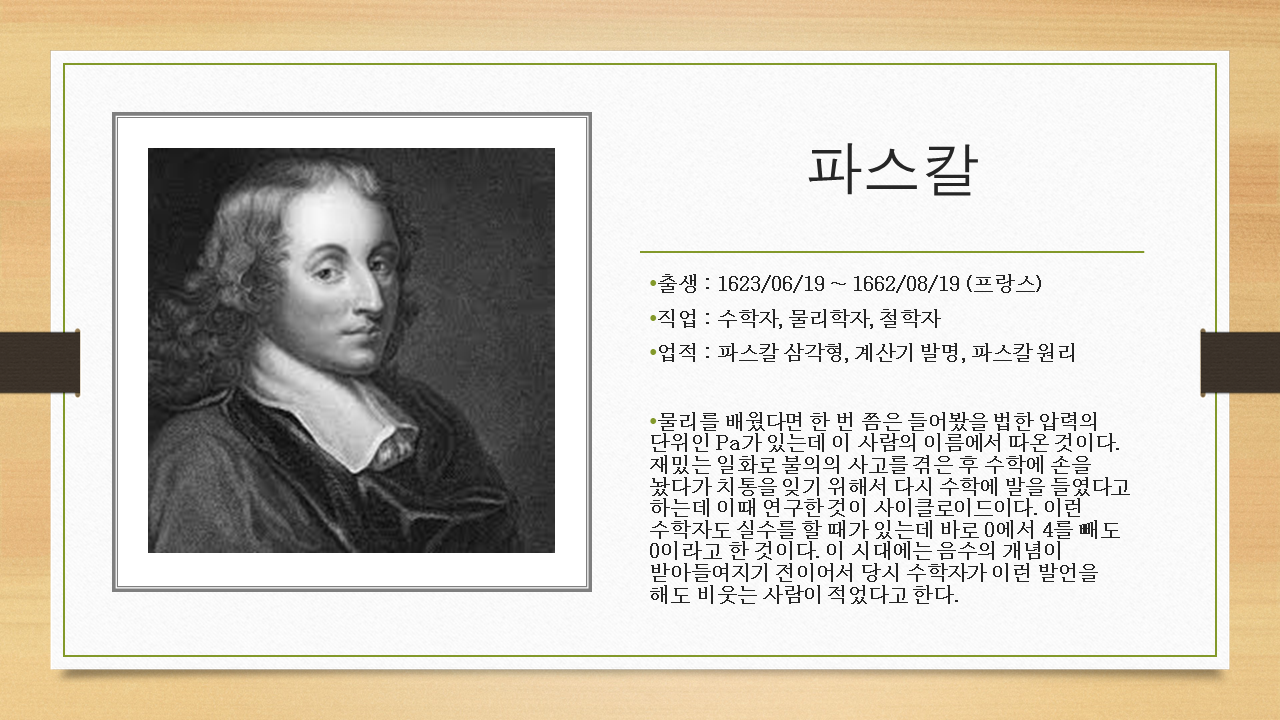 파스칼
•출생 : 1623/06/19 ~ 1662/08/19 (프랑스)
•직업 : 수학자, 물리학자, 철학자
•업적 : 파스칼 삼각형, 계산기 발명, 파스칼 원리
•물리를 배웠다면 한 번 쯤은 들어봤을 법한 압력의
단위인 Pa가 있는데 이 사람의 이름에서 따온 것이다.
재밌는 일화로 불의의 사고를 겪은 후 수학에 손을
놨다가 치통을 잊기 위해서 다시 수학에 발을 들였다고
하는데 이때 연구한 것이 사이클로이드이다. 이런
수학자도 실수를 할 때가 있는데 바로 0에서 4를 빼도
0이라고 한 것이다. 이 시대에는 음수의 개념이
받아들여지기 전이어서 당시 수학자가 이런 발언을
해도 비웃는 사람이 적었다고 한다.